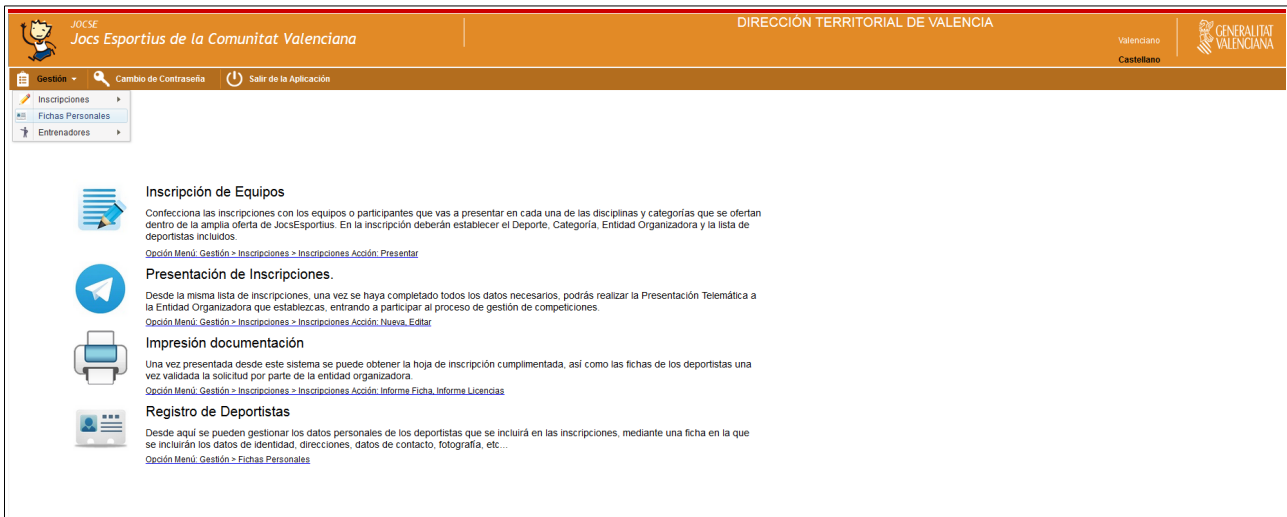 JOCSE
Jocs Esportius de la Comunitat Valenciana
DIRECCIÓN TERRITORIAL DE VALENCIA
Valenciano
Castellano
GENERALITAT
VALENCIANA
Gestión
Cambio de Contraseña
Salir de la Aplicación
Inscripciones
Fichas Personales
Entrenadores
Inscripción de Equipos
Confecciona las inscripciones con los equipos o participantes que vas a presentar en cada una de las disciplinas y categorías que se ofertan
dentro de la amplia oferta de JocsEsportius. En la inscripción deberán establecer el Deporte, Categoría, Entidad Organizadora y la lista de
deportistas incluidos.
Opción Menú: Gestión > Inscripciones > Inscripciones Acción: Presentar
Presentación de Inscripciones.
Desde la misma lista de inscripciones, una vez se haya completado todos los datos necesarios, podrás realizar la Presentación Telemática a
la Entidad Organizadora que establezcas, entrando a participar al proceso de gestión de competiciones.
Opción Menú: Gestión > Inscripciones > Inscripciones Acción: Nueva, Editar
Impresión documentación
Una vez presentada desde este sistema se puede obtener la hoja de inscripción cumplimentada, así como las fichas de los deportistas una
vez validada la solicitud por parte de la entidad organizadora.
Opción Menú: Gestión > Inscripciones > Inscripciones Acción: Informe Ficha, Informe Licencias
Registro de Deportistas
Desde aquí se pueden gestionar los datos personales de los deportistas que se incluirá en las inscripciones, mediante una ficha en la que
se incluirán los datos de identidad, direcciones, datos de contacto, fotografía, etc...
Opción Menú: Gestión > Fichas Personales